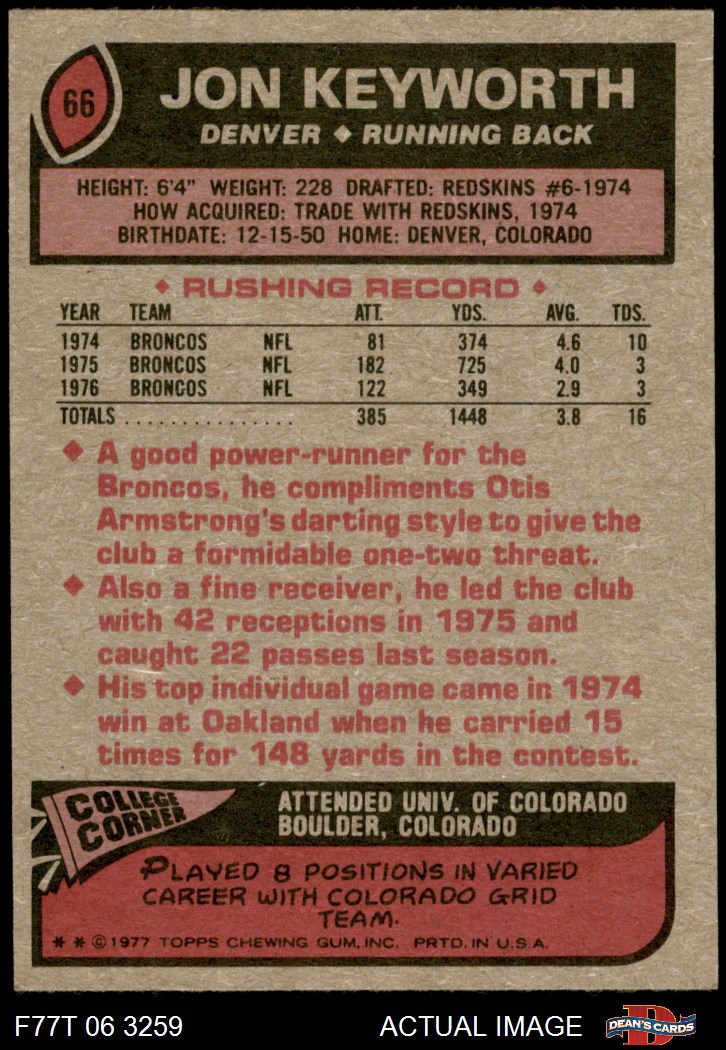 66
JON KEYWORTH
DENVER ◆ RUNNING BACK
HEIGHT: 6'4" WEIGHT: 228 DRAFTED: REDSKINS #6-1974
HOW ACQUIRED: TRADE WITH REDSKINS, 1974
BIRTHDATE: 12-15-50 HOME: DENVER, COLORADO
◆ RUSHING RECORD ◆
YEAR TEAM ATT. YDS. AVG. TDS.
1974 BRONCOS NFL 81 374 4.6 10
1975 BRONCOS NFL 182 725 4.0 3
1976 BRONCOS NFL 122 349 2.9 3
TOTALS ............... 385 1448 3.8 16
◆ A good power-runner for the
Broncos, he compliments Otis
Armstrong's darting style to give the
club a formidable one-two threat.
◆ Also a fine receiver, he led the club
with 42 receptions in 1975 and
caught 22 passes last season.
◆ His top individual game came in 1974
win at Oakland when he carried 15
times for 148 yards in the contest.
COLLEGE
CORNER
ATTENDED UNIV. OF COLORADO
BOULDER, COLORADO
PLAYED 8 POSITIONS IN VARIED
CAREER WITH COLORADO GRID
TEAM.
* * © 1977 TOPPS CHEWING GUM, INC. PRTD. IN U.S.A.
F77T 06 3259 ACTUAL IMAGE
D
DEAN'S CARDS